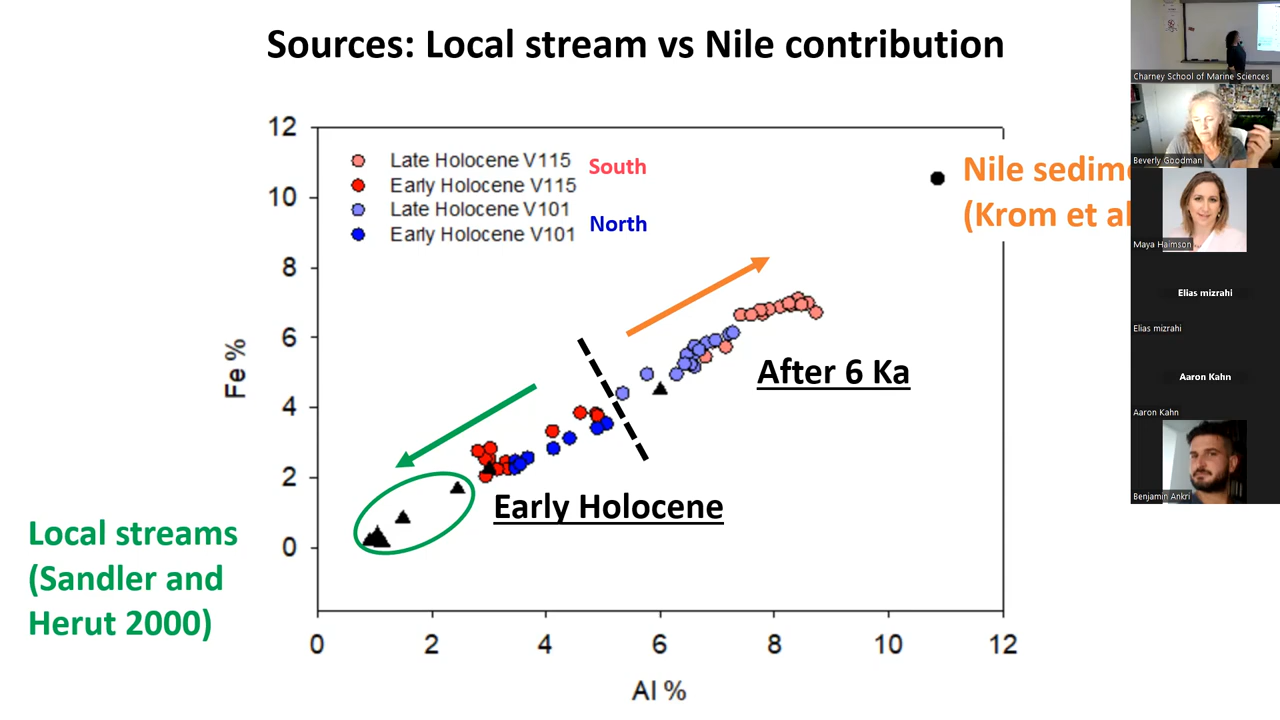 Sources: Local stream vs Nile contribution
12
10
8
6
4
2
0
Fe %
Late Holocene V115
Early Holocene V115
Late Holocene V101
Early Holocene V101
South
North
Nile sedim
(Krom et al
After 6 Ka
Early Holocene
Local streams
(Sandler and
Herut 2000)
0 2 4 6 8 10 12
Al %
Charney School of Marine Sciences
Beverly Goodman
Maya Haimson
Elias mizrahi
Elias mizrahi
Aaron Kahn
Aaron Kahn
Benjamin Ankri